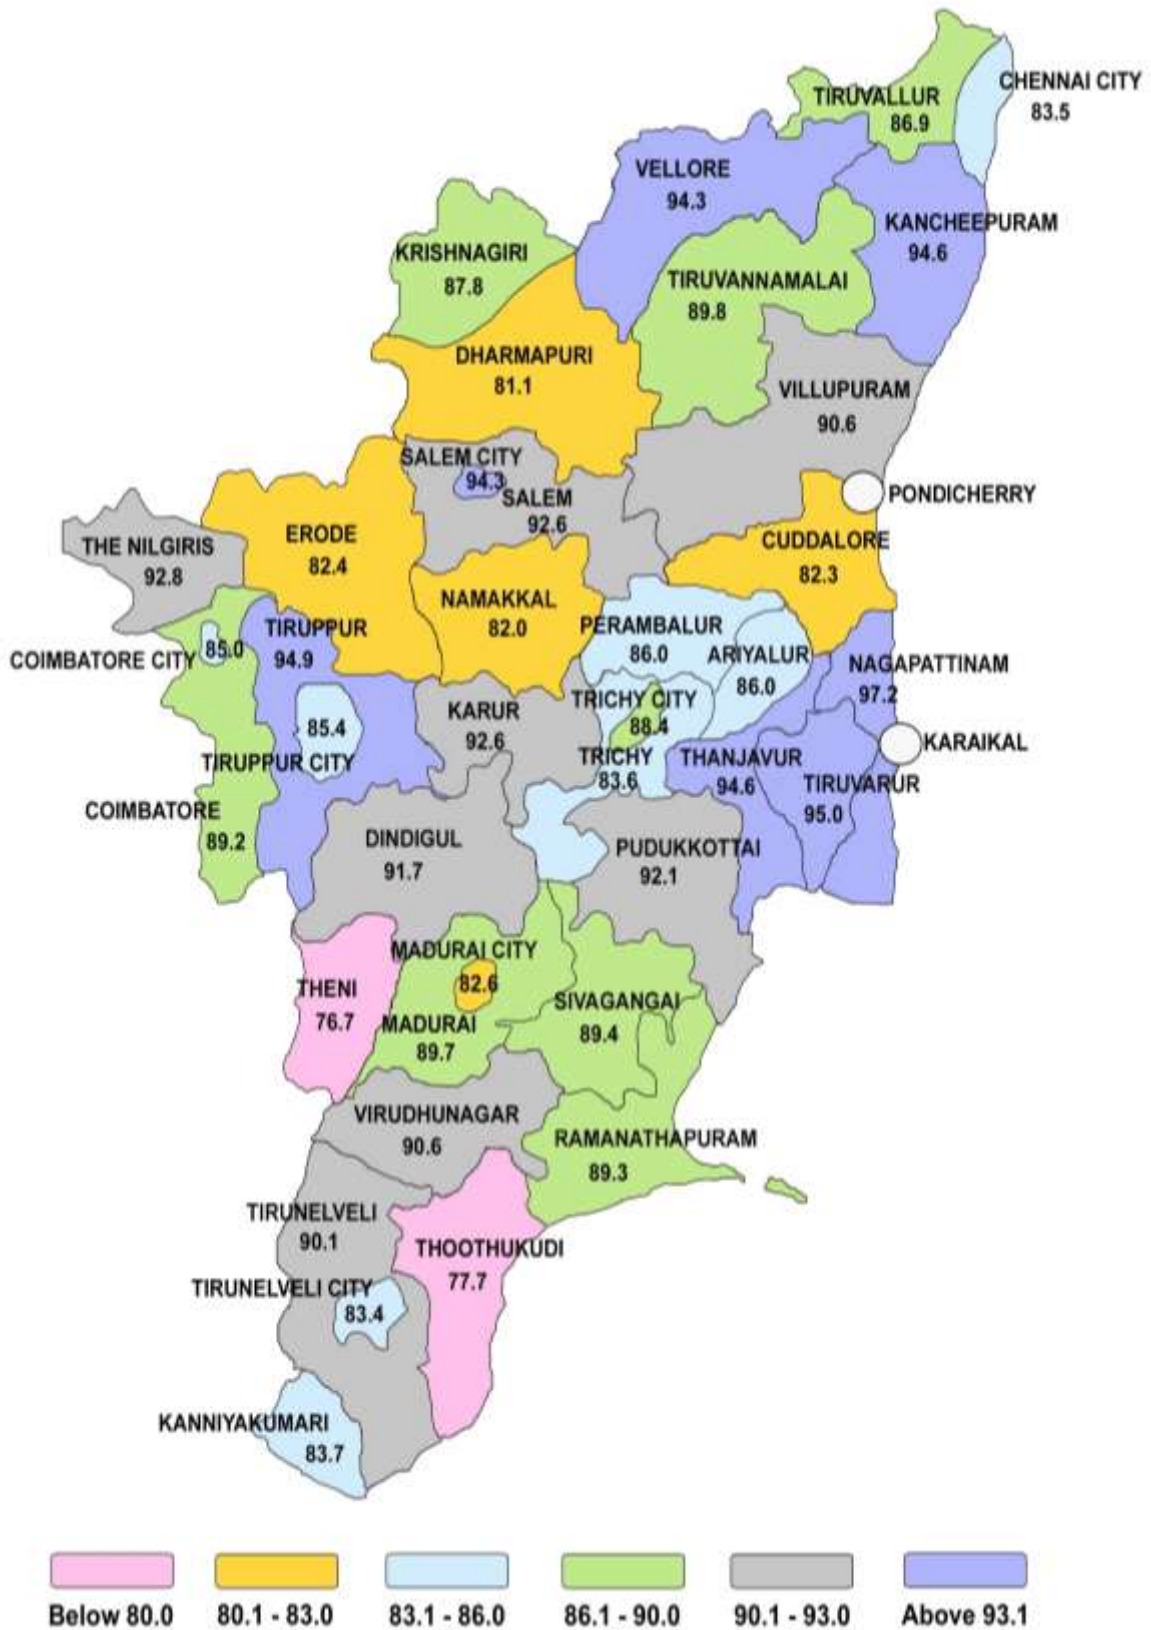 TIRUVALLUR
86.9
CHENNAI CITY
83.5
VELLORE
94.3
KANCHEEPURAM
94.6
KRISHNAGIRI
87.8
TIRUVANNAMALAI
89.8
DHARMAPURI
81.1
VILLUPURAM
90.6
SALEM CITY
94.3
SALEM
92.6
PONDICHERRY
THE NILGIRIS
92.8
ERODE
82.4
CUDDALORE
82.3
NAMAKKAL
82.0
PERAMBALUR
86.0
ARIYALUR
86.0
COIMBATORE CITY
85.0
TIRUPPUR
94.9
NAGAPATTINAM
97.2
TRICHY CITY
88.4
KARUR
92.6
85.4
TIRUPPUR CITY
TRICHY
83.6
THANJAVUR
94.6
KARAIKAL
TIRUVARUR
95.0
COIMBATORE
89.2
DINDIGUL
91.7
PUDUKKOTTAI
92.1
MADURAI CITY
82.6
THENI
76.7
MADURAI
89.7
SIVAGANGAI
89.4
VIRUDHUNAGAR
90.6
RAMANATHAPURAM
89.3
TIRUNELVELI
90.1
THOOTHUKUDI
77.7
TIRUNELVELI CITY
83.4
KANNIYAKUMARI
83.7
Below 80.0
80.1 - 83.0
83.1 - 86.0
86.1 - 90.0
90.1 - 93.0
Above 93.1